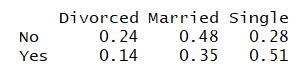 Divorced Married Single
No 0.24 0.48 0.28
Yes 0.14 0.35 0.51